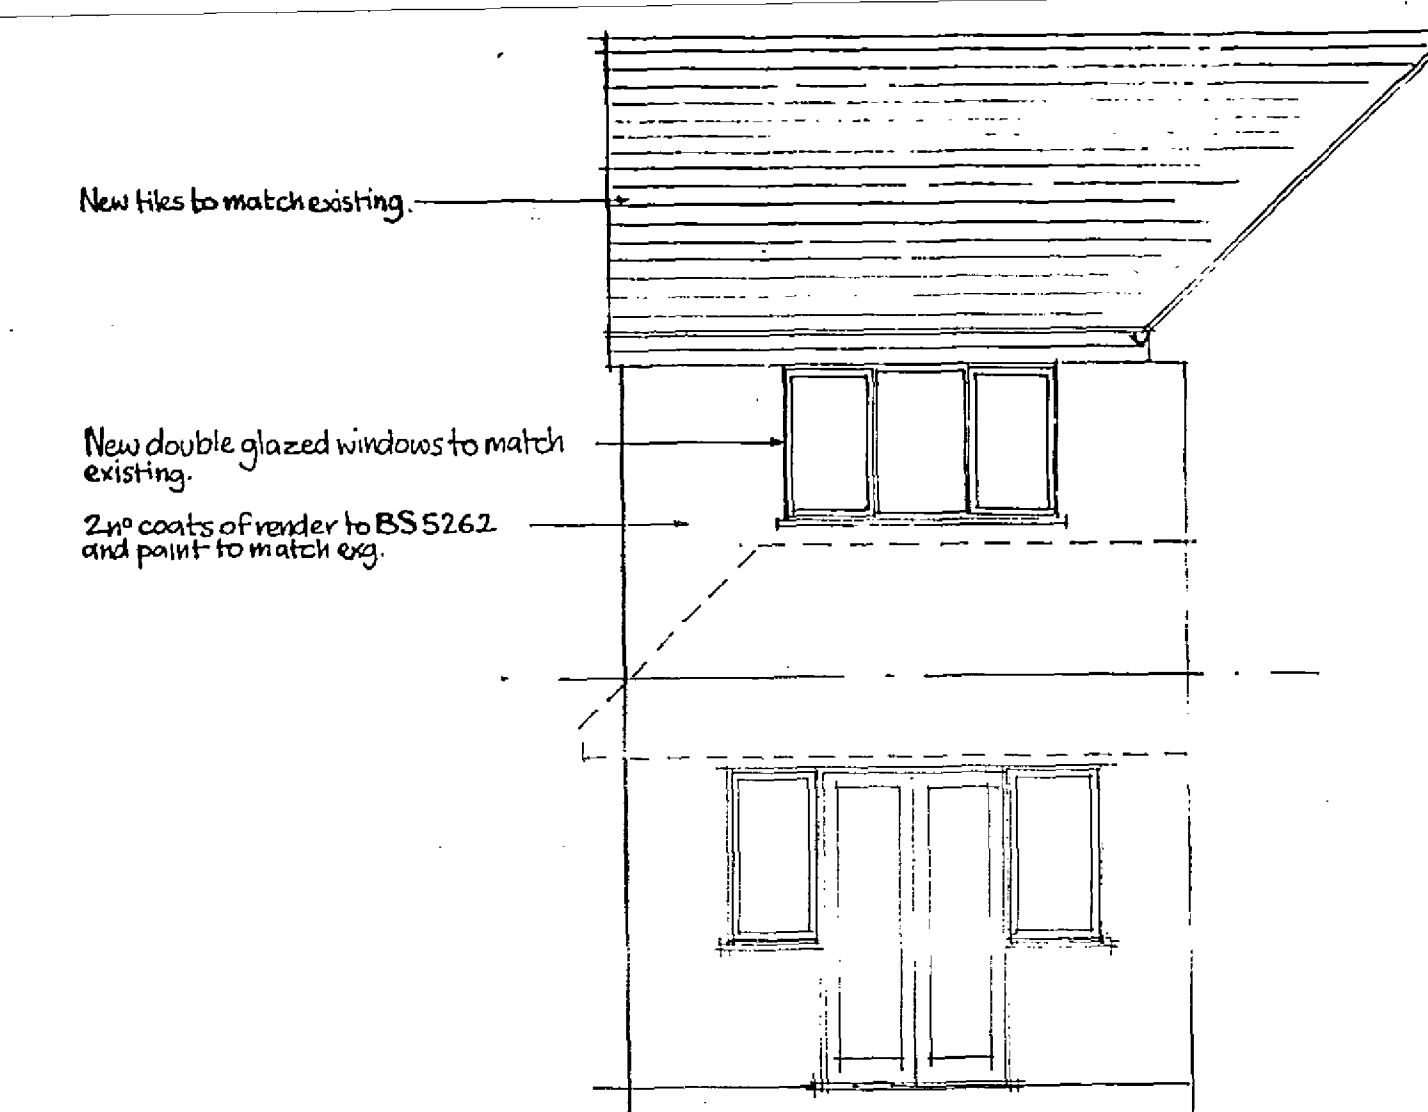 New tiles to match existing.
New double glazed windows to match
existing.
2nº coats of render to BS 5262
and paint to match exg.